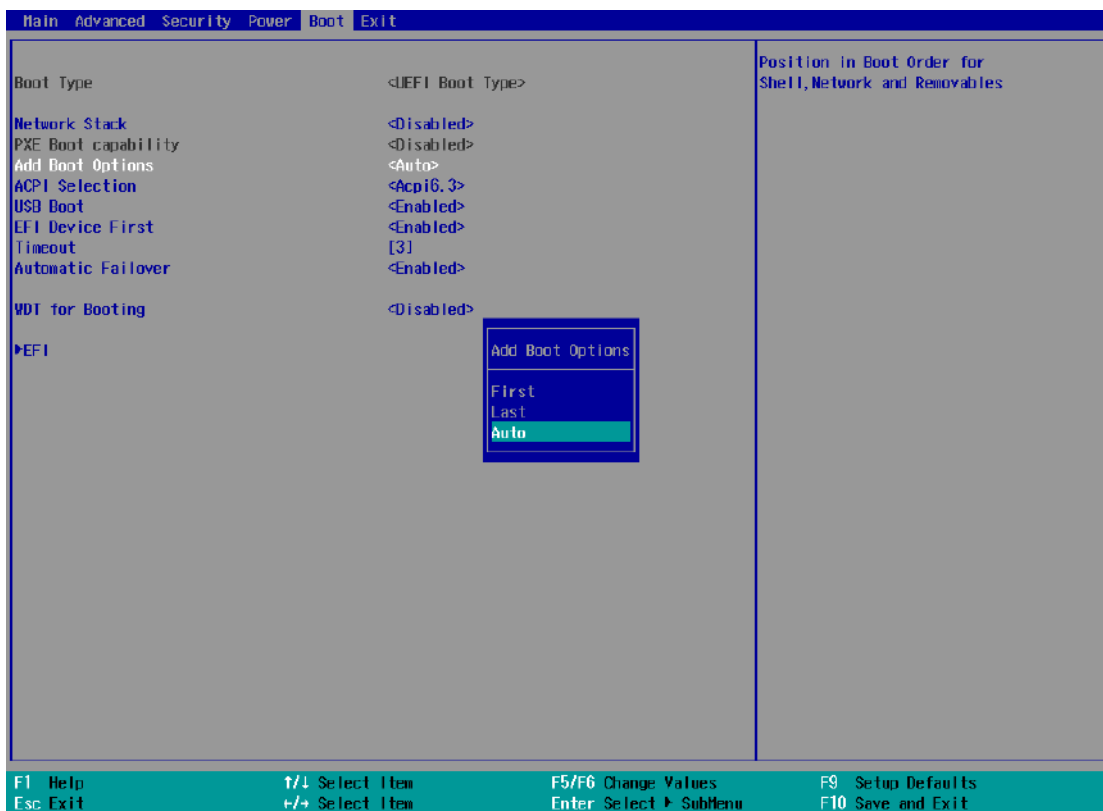 Main Advanced Security Power Boot Exit
Position in Boot Order for
Shell,Network and Removables
Boot Type <UEFI Boot Type>
Network Stack <Disabled>
PXE Boot capability <Disabled>
Add Boot Options <Auto>
ACPI Selection <Acpi6.3>
USB Boot <Enabled>
EFI Device First <Enabled>
Timeout [3]
Automatic Failover <Enabled>
WDT for Booting <Disabled>
▶EFI
Add Boot Options
First
Last
Auto
F1 Help ↑/↓ Select Item F5/F6 Change Values F9 Setup Defaults
Esc Exit ←/→ Select Item Enter Select ▶ SubMenu F10 Save and Exit